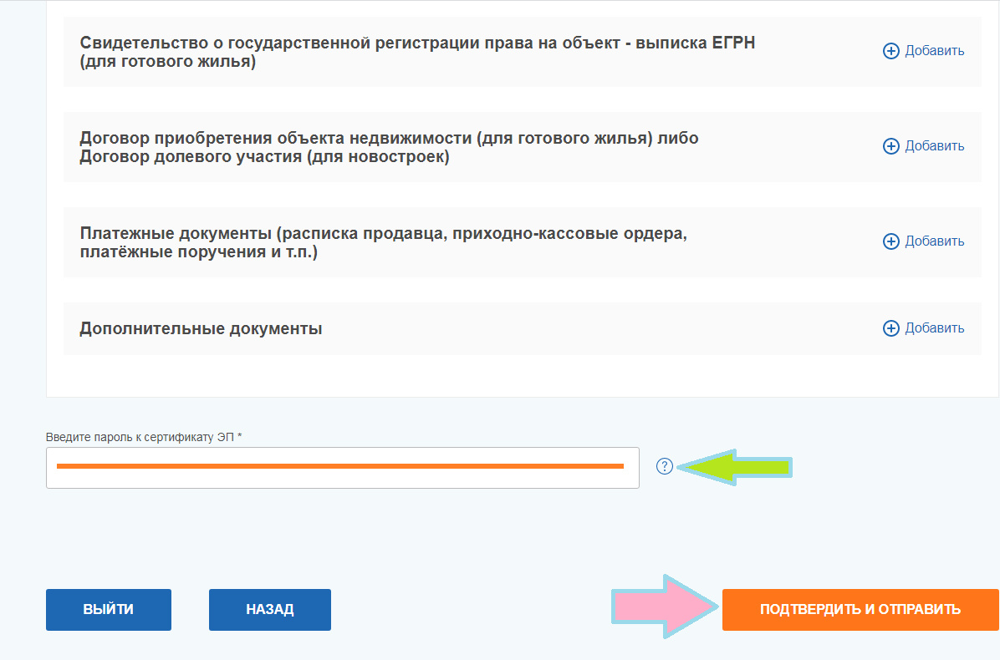 Свидетельство о государственной регистрации права на объект - выписка ЕГРН
(для готового жилья)
Добавить
Договор приобретения объекта недвижимости (для готового жилья) либо
Договор долевого участия (для новостроек)
Добавить
Платежные документы (расписка продавца, приходно-кассовые ордера,
платёжные поручения и т.п.)
Добавить
Дополнительные документы
Добавить
Введите пароль к сертификату ЭП *
?
ВЫЙТИ
НАЗАД
ПОДТВЕРДИТЬ И ОТПРАВИТЬ